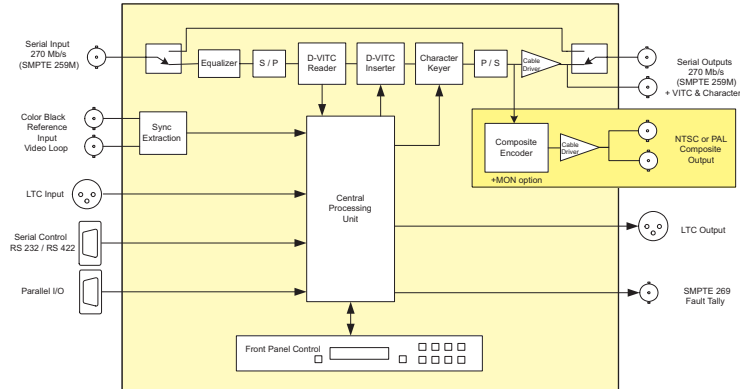 Serial Input
270 Mb/s
(SMPTE 259M)
Equalizer
S / P
D-VITC
Reader
D-VITC
Inserter
Character
Keyer
P / S
Cable
Driver
Serial Outputs
270 Mb/s
(SMPTE 259M)
+ VITC & Character
Color Black
Reference
Input
Video Loop
Sync
Extraction
Composite
Encoder
Cable
Driver
+MON option
NTSC or PAL
Composite
Output
LTC Input
Central
Processing
Unit
Serial Control
RS 232 / RS 422
LTC Output
Parallel I/O
SMPTE 269
Fault Tally
Front Panel Control